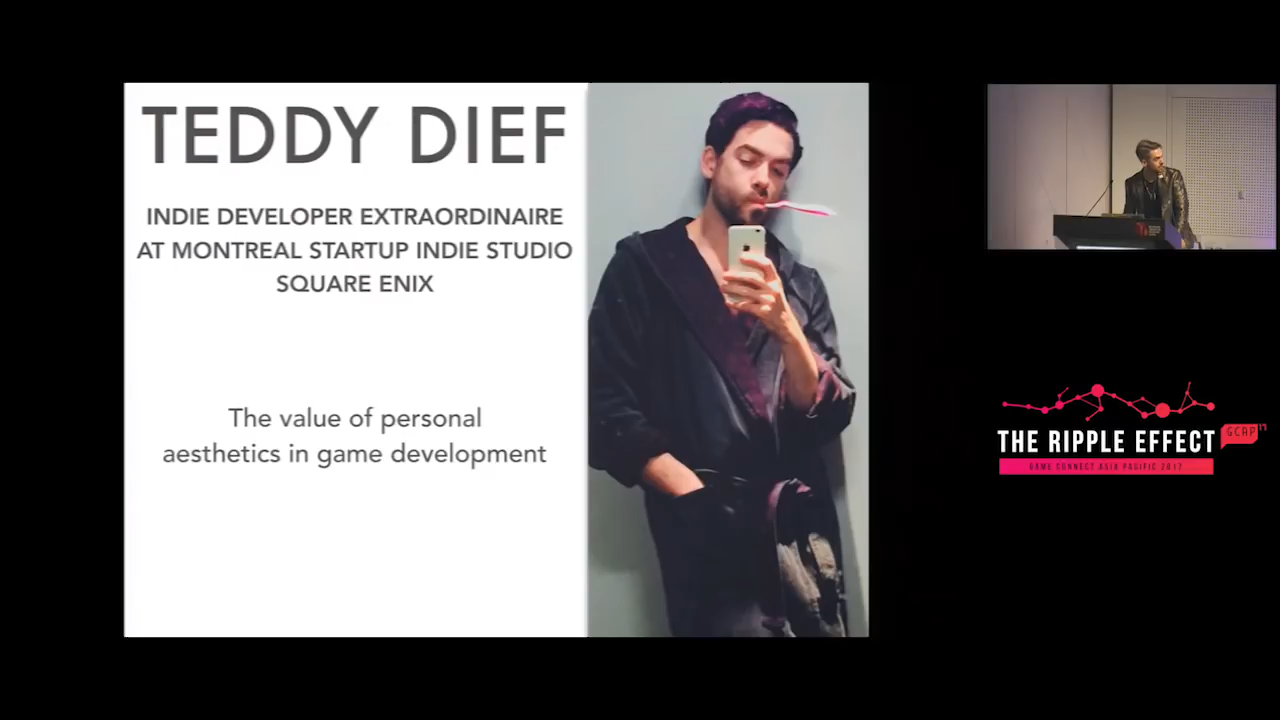 TEDDY DIEF
INDIE DEVELOPER EXTRAORDINAIRE
AT MONTREAL STARTUP INDIE STUDIO
SQUARE ENIX
The value of personal
aesthetics in game development
THE RIPPLE EFFECT
GCAP 17
GAME CONNECT ASIA PACIFIC 2017